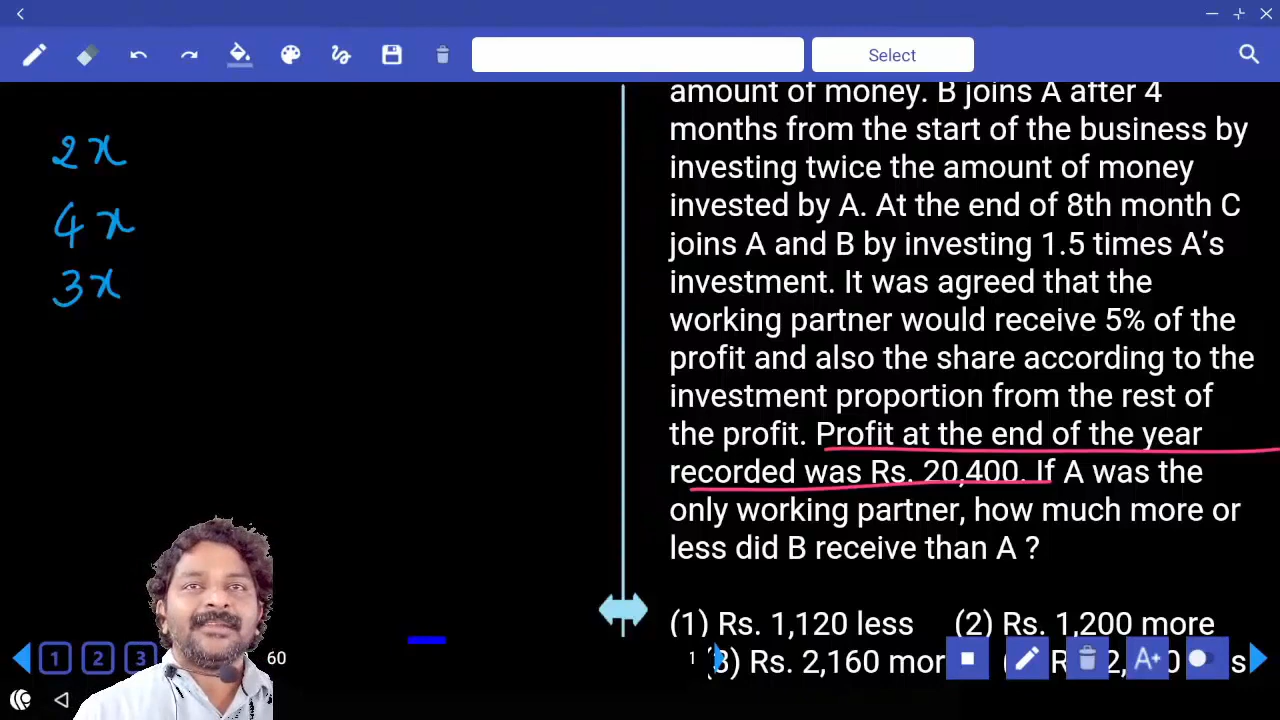 Select
amount of money. B joins A after 4
months from the start of the business by
investing twice the amount of money
invested by A. At the end of 8th month C
joins A and B by investing 1.5 times A’s
investment. It was agreed that the
working partner would receive 5% of the
profit and also the share according to the
investment proportion from the rest of
the profit. Profit at the end of the year
recorded was Rs. 20,400. If A was the
only working partner, how much more or
less did B receive than A ?
(1) Rs. 1,120 less (2) Rs. 1,200 more
(3) Rs. 2,160
2x
4x
3x
1 2 3 60 1 A+